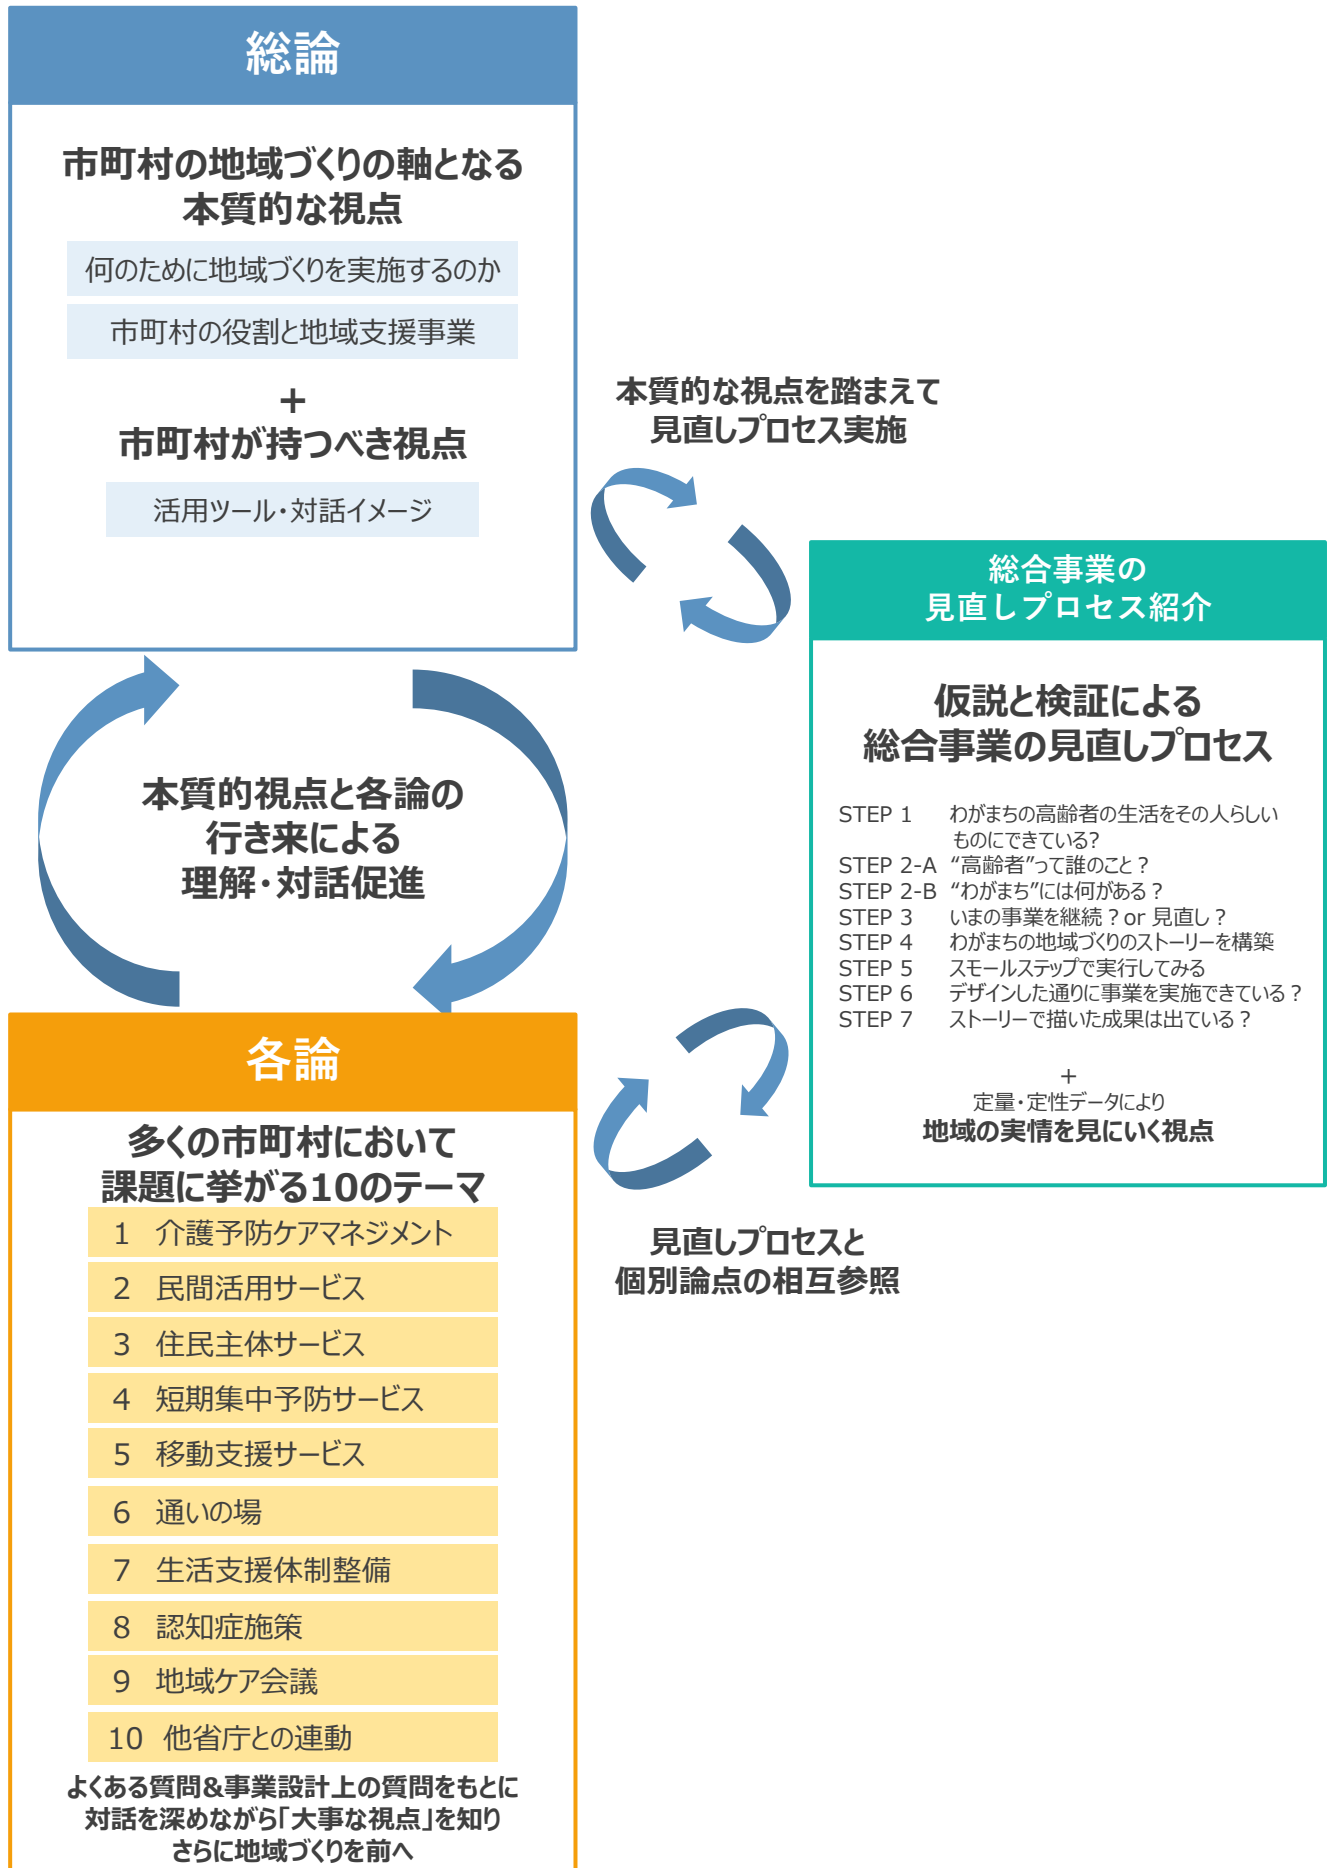 総論
市町村の地域づくりの軸となる
本質的な視点
何のために地域づくりを実施するのか
市町村の役割と地域支援事業
+
市町村が持つべき視点
活用ツール・対話イメージ
本質的な視点を踏まえて
見直しプロセス実施
総合事業の
見直しプロセス紹介
仮説と検証による
総合事業の見直しプロセス
STEP 1 わがまちの高齢者の生活をその人らしい
ものにできている?
STEP 2-A “高齢者”って誰のこと？
STEP 2-B “わがまち”には何がある？
STEP 3 いまの事業を継続？or 見直し？
STEP 4 わがまちの地域づくりのストーリーを構築
STEP 5 スモールステップで実行してみる
STEP 6 デザインした通りに事業を実施できている？
STEP 7 ストーリーで描いた成果は出ている？
+
定量・定性データにより
地域の実情を見にいく視点
本質的視点と各論の
行き来による
理解・対話促進
各論
多くの市町村において
課題に挙がる10のテーマ
1 介護予防ケアマネジメント
2 民間活用サービス
3 住民主体サービス
4 短期集中予防サービス
5 移動支援サービス
6 通いの場
7 生活支援体制整備
8 認知症施策
9 地域ケア会議
10 他省庁との連動
よくある質問&事業設計上の質問をもとに
対話を深めながら「大事な視点」を知り
さらに地域づくりを前へ
見直しプロセスと
個別論点の相互参照